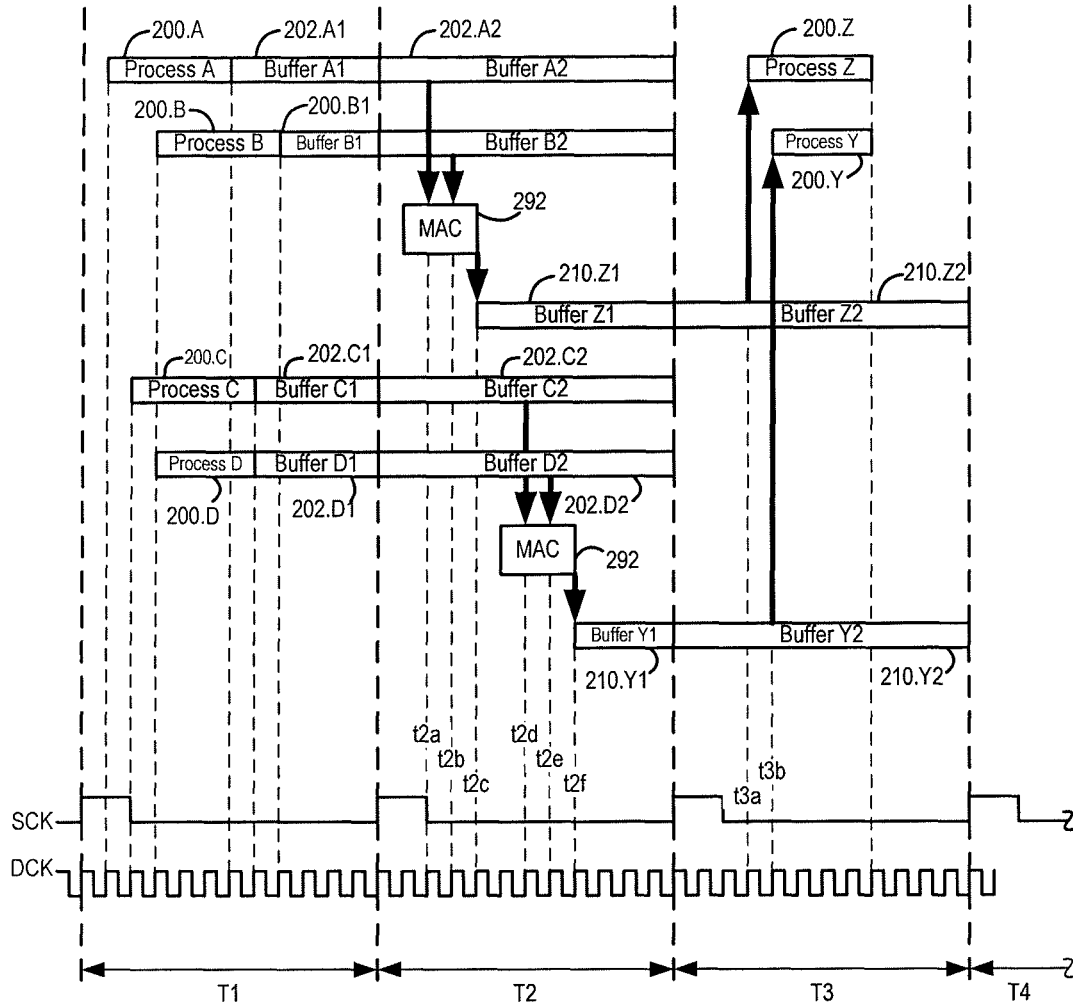 200.A 202.A1 202.A2 200.Z
Process A Buffer A1 Buffer A2 Process Z
200.B 200.B1
Process B Buffer B1 Buffer B2 Process Y
200.Y
MAC 292
210.Z1 210.Z2
Buffer Z1 Buffer Z2
200.C 202.C1 202.C2
Process C Buffer C1 Buffer C2
Process D Buffer D1 Buffer D2
200.D 202.D1 202.D2
MAC 292
Buffer Y1 Buffer Y2
210.Y1 210.Y2
t2a t2d
t2b t2e t3b
t2c t2f t3a
SCK
DCK
T1 T2 T3 T4